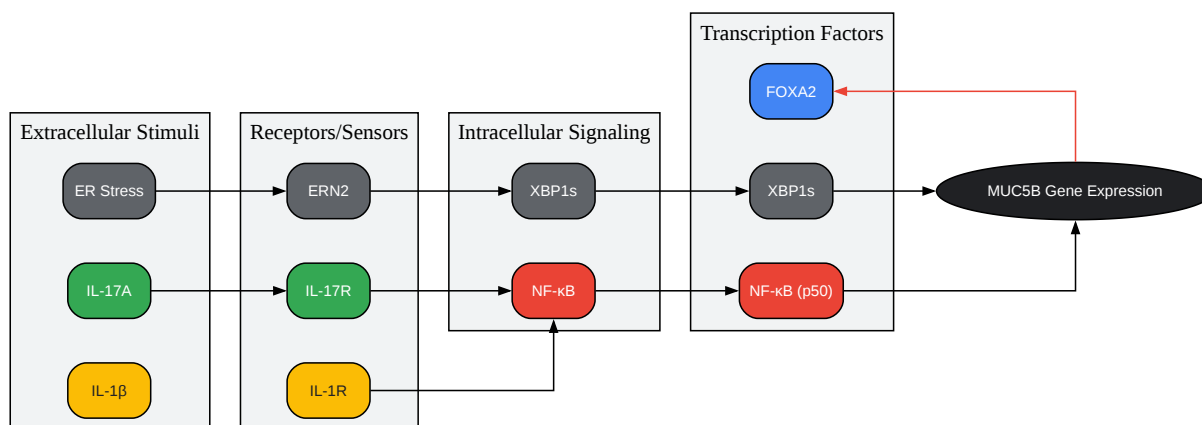 Transcription Factors
FOXA2
Extracellular Stimuli
Receptors/Sensors
Intracellular Signaling
ER Stress
ERN2
XBP1s
XBP1s
MUC5B Gene Expression
IL-17A
IL-17R
NF-κB
NF-κB (p50)
IL-1β
IL-1R